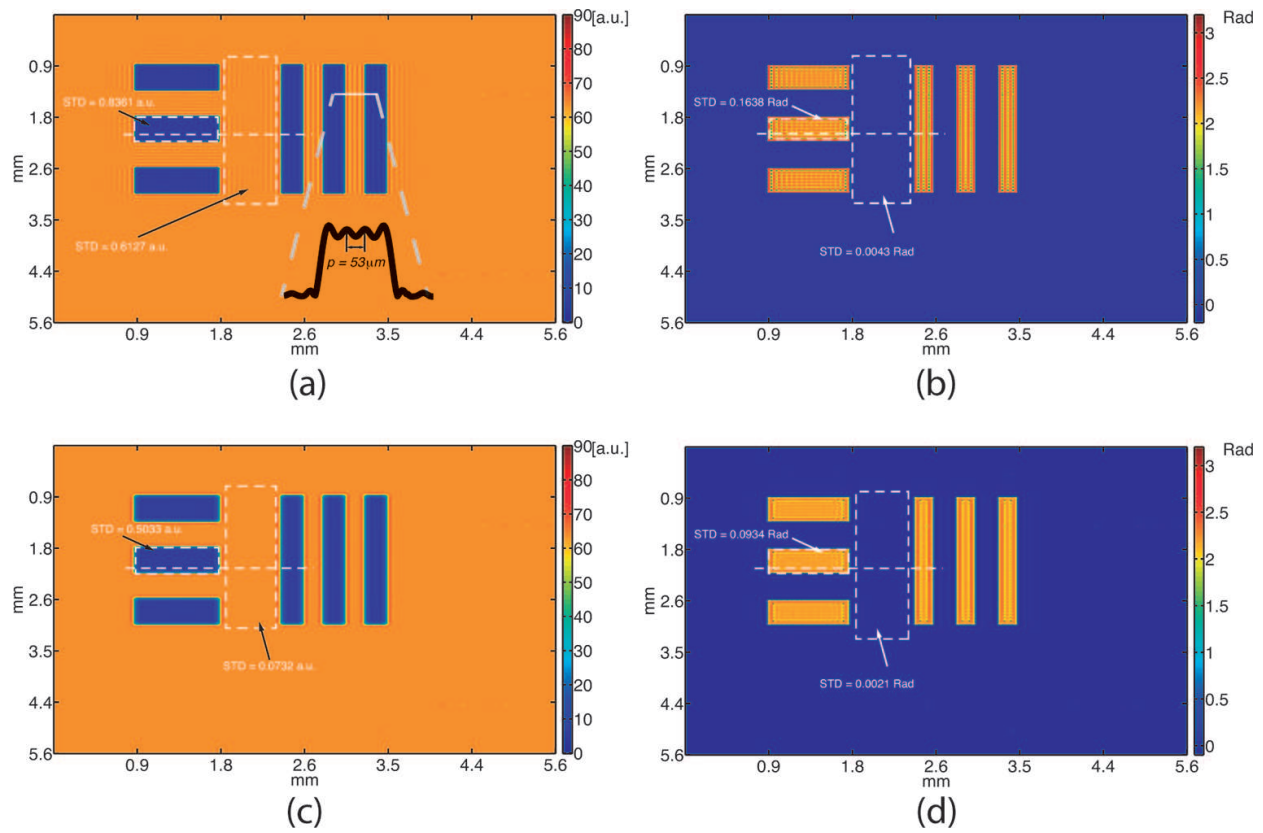 90 [a.u.]
80
70
60
50
40
30
20
10
0
0.9
1.8
2.6
3.5
4.4
5.6
mm
STD = 0.8361 a.u.
STD = 0.6127 a.u.
p = 53μm
0.9 1.8 2.6 3.5 4.4 5.6
mm
(a)
Rad
3
2.5
2
1.5
1
0.5
0
0.9
1.8
2.6
3.5
4.4
5.6
mm
STD = 0.1638 Rad
STD = 0.0043 Rad
0.9 1.8 2.6 3.5 4.4 5.6
mm
(b)
90 [a.u.]
80
70
60
50
40
30
20
10
0
0.9
1.8
2.6
3.5
4.4
5.6
mm
STD = 0.5033 a.u.
STD = 0.0732 a.u.
0.9 1.8 2.6 3.5 4.4 5.6
mm
(c)
Rad
3
2.5
2
1.5
1
0.5
0
0.9
1.8
2.6
3.5
4.4
5.6
mm
STD = 0.0934 Rad
STD = 0.0021 Rad
0.9 1.8 2.6 3.5 4.4 5.6
mm
(d)